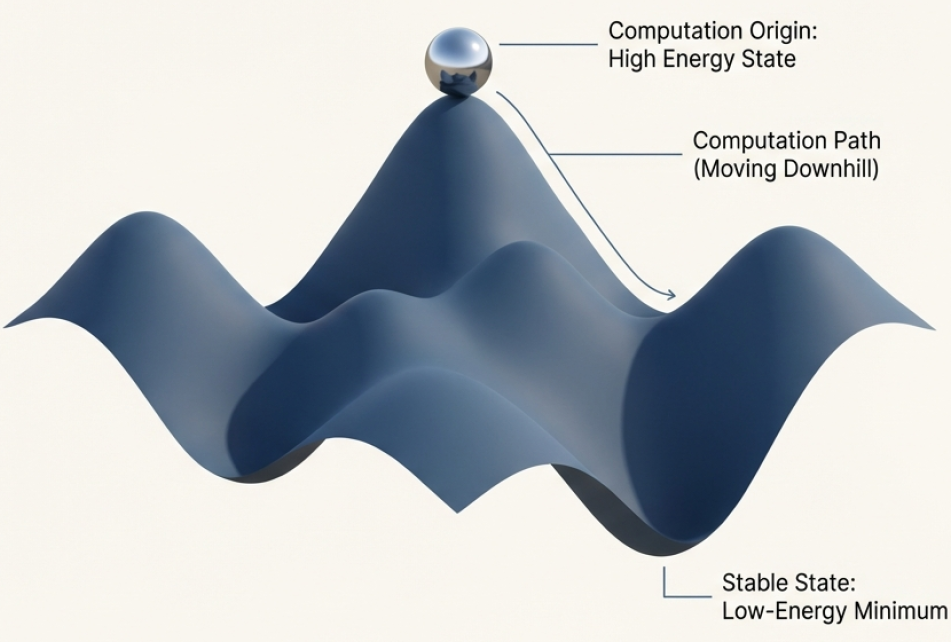 Computation Origin:
High Energy State
Computation Path
(Moving Downhill)
Stable State:
Low-Energy Minimum